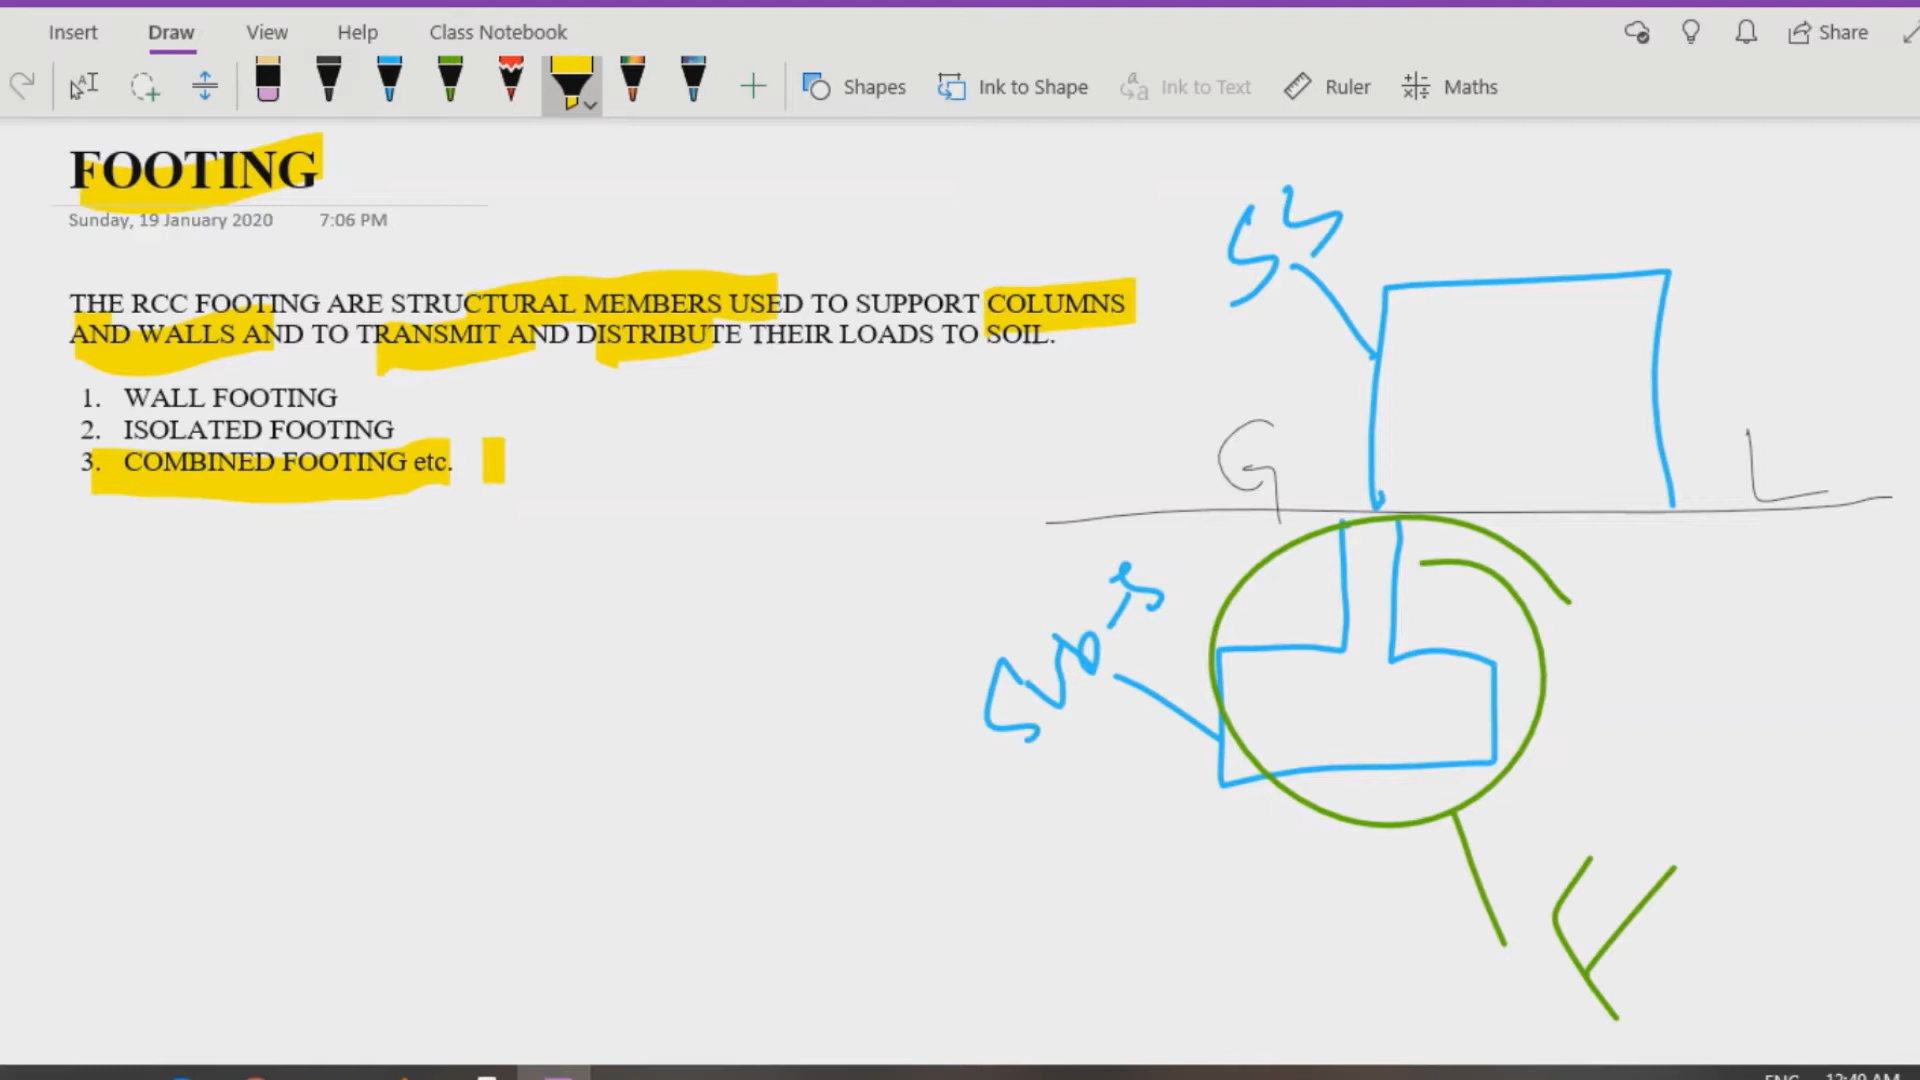 Insert Draw View Help Class Notebook Share
Shapes Ink to Shape Ink to Text Ruler Maths
FOOTING
Sunday, 19 January 2020 7:06 PM
THE RCC FOOTING ARE STRUCTURAL MEMBERS USED TO SUPPORT COLUMNS
AND WALLS AND TO TRANSMIT AND DISTRIBUTE THEIR LOADS TO SOIL.
1. WALL FOOTING
2. ISOLATED FOOTING
3. COMBINED FOOTING etc.
SS
G L
SUB-S
F